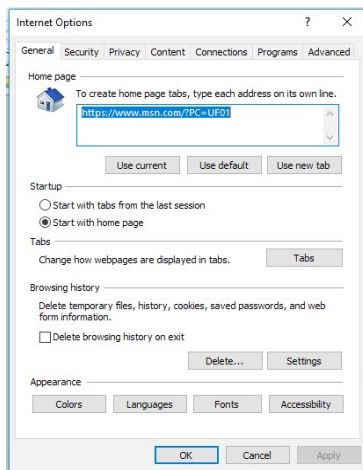 Internet Options ? X
General Security Privacy Content Connections Programs Advanced
Home page
To create home page tabs, type each address on its own line.
https://www.msn.com/?PC=UF01
Use current Use default Use new tab
Startup
Start with tabs from the last session
Start with home page
Tabs
Change how webpages are displayed in tabs. Tabs
Browsing history
Delete temporary files, history, cookies, saved passwords, and web
form information.
Delete browsing history on exit
Delete... Settings
Appearance
Colors Languages Fonts Accessibility
OK Cancel Apply